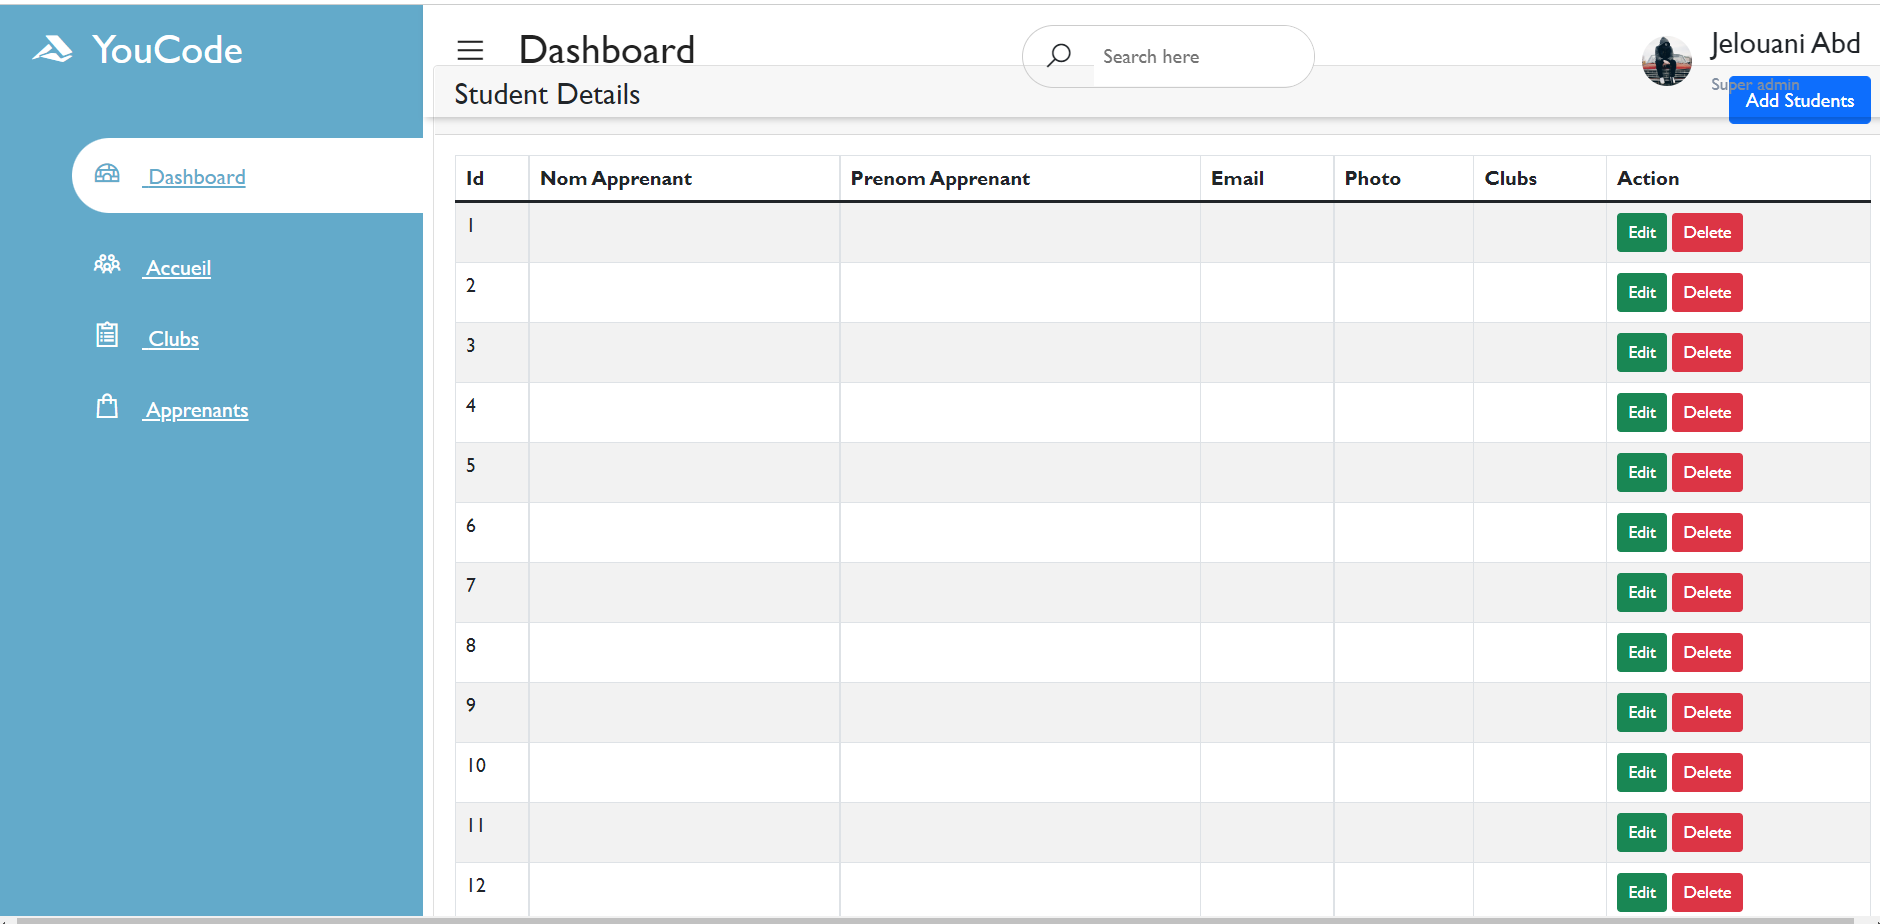 YouCode
Dashboard
Accueil
Clubs
Apprenants
Dashboard
Search here
Jelouani Abd
Super admin
Student Details
Add Students
Id Nom Apprenant Prenom Apprenant Email Photo Clubs Action
1 Edit Delete
2 Edit Delete
3 Edit Delete
4 Edit Delete
5 Edit Delete
6 Edit Delete
7 Edit Delete
8 Edit Delete
9 Edit Delete
10 Edit Delete
11 Edit Delete
12 Edit Delete